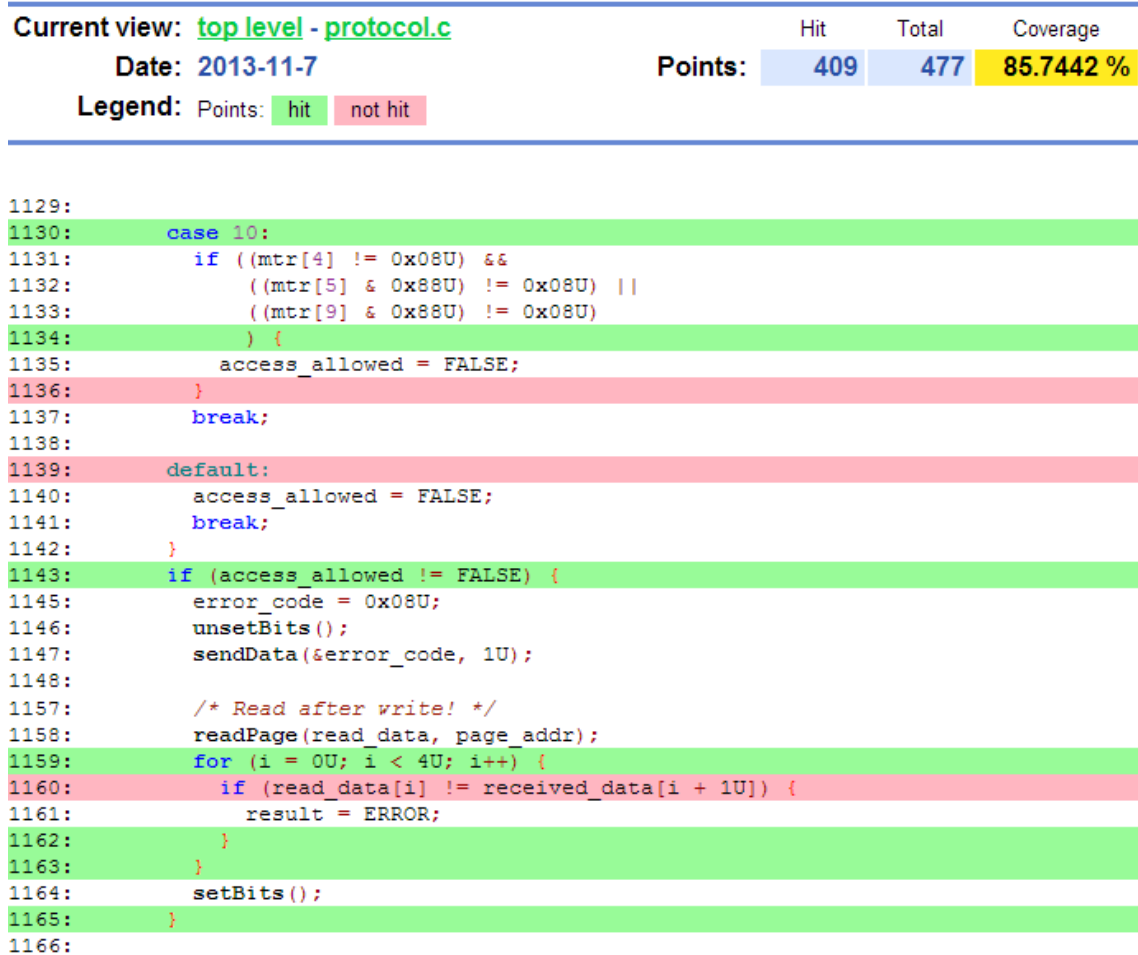 Current view: top level - protocol.c Hit Total Coverage
Date: 2013-11-7 Points: 409 477 85.7442 %
Legend: Points: hit not hit
1129:
1130: case 10:
1131: if ((mtr[4] != 0x08U) &&
1132: ((mtr[5] & 0x88U) != 0x08U) ||
1133: ((mtr[9] & 0x88U) != 0x08U)
1134: ) {
1135: access_allowed = FALSE;
1136: }
1137: break;
1138:
1139: default:
1140: access_allowed = FALSE;
1141: break;
1142: }
1143: if (access_allowed != FALSE) {
1145: error_code = 0x08U;
1146: unsetBits();
1147: sendData(&error_code, 1U);
1148:
1157: /* Read after write! */
1158: readPage(read_data, page_addr);
1159: for (i = 0U; i < 4U; i++) {
1160: if (read_data[i] != received_data[i + 1U]) {
1161: result = ERROR;
1162: }
1163: }
1164: setBits();
1165: }
1166: